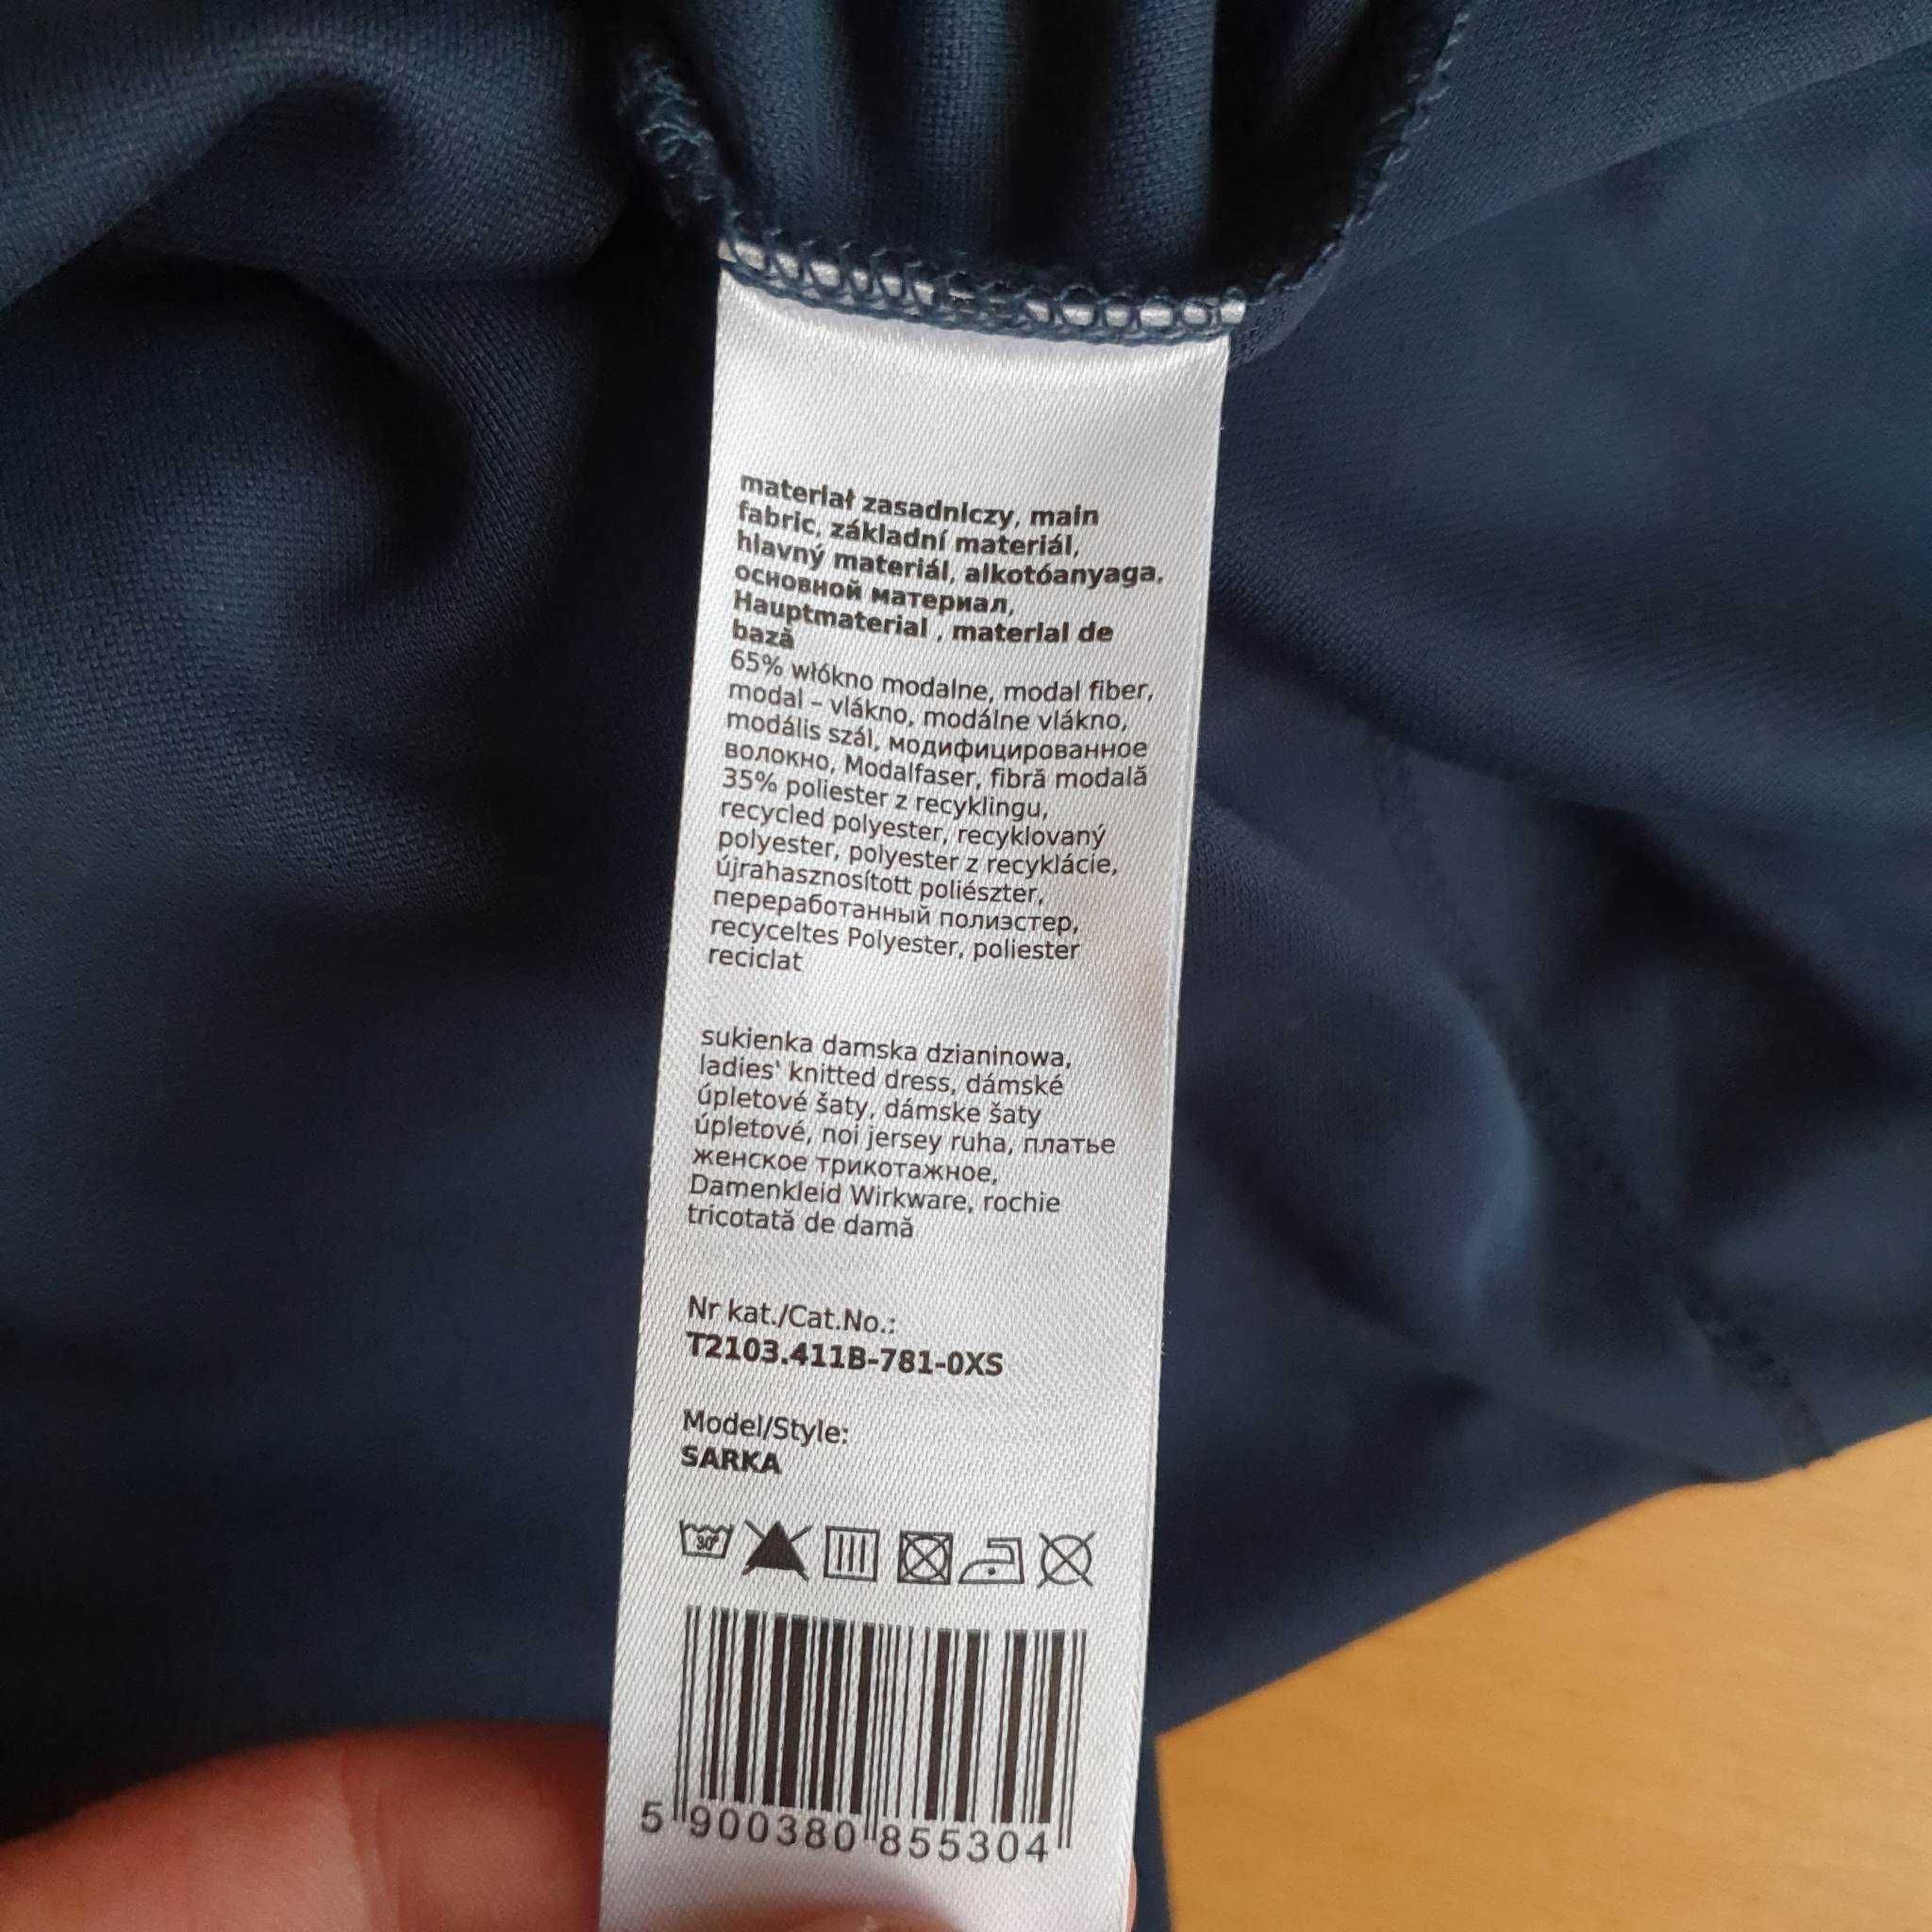 materiał zasadniczy, main
fabric, základní materiál,
hlavný materiál, alkotóanyaga,
основной материал,
Hauptmaterial , material de
bază
65% włókno modalne, modal fiber,
modal – vlákno, modálne vlákno,
modális szál, модифицированное
волокно, Modalfaser, fibră modală
35% poliester z recyklingu,
recycled polyester, recyklovaný
polyester, polyester z recyklácie,
újrahasznosított poliészter,
переработанный полиэстер,
recyceltes Polyester, poliester
reciclat
sukienka damska dzianinowa,
ladies' knitted dress, dámské
úpletové šaty, dámske šaty
úpletové, noi jersey ruha, платье
женское трикотажное,
Damenkleid Wirkware, rochie
tricotată de damă
Nr kat./Cat.No.:
T2103.411B-781-0XS
Model/Style:
SARKA
30°
5 900380 855304